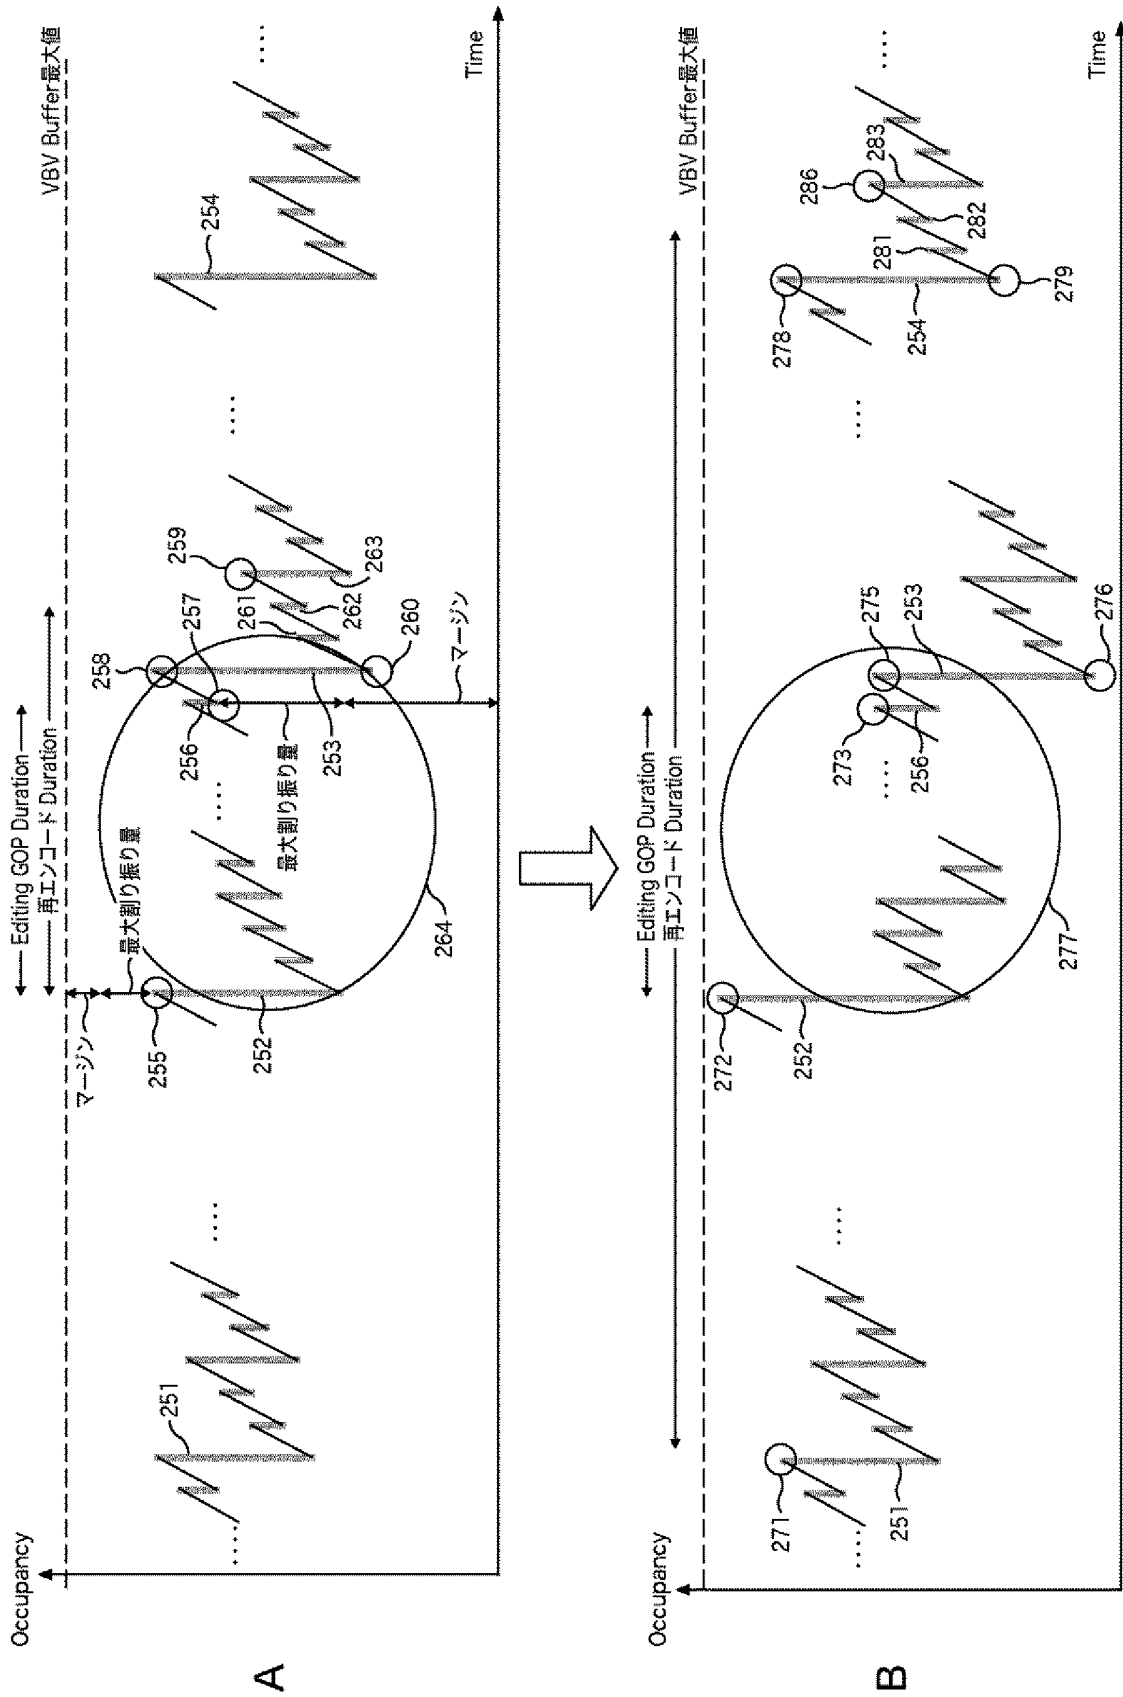 A
Occupancy
VBV Buffer最大値
Editing GOP Duration
再エンコード Duration
マージン
最大割り振り量
251
255
252
264
最大割り振り量
256
257
258
253
261
262
259
263
260
マージン
254
Time
B
Occupancy
VBV Buffer最大値
Editing GOP Duration
再エンコード Duration
271
251
272
252
277
273
256
275
253
276
278
254
279
281
282
286
283
Time